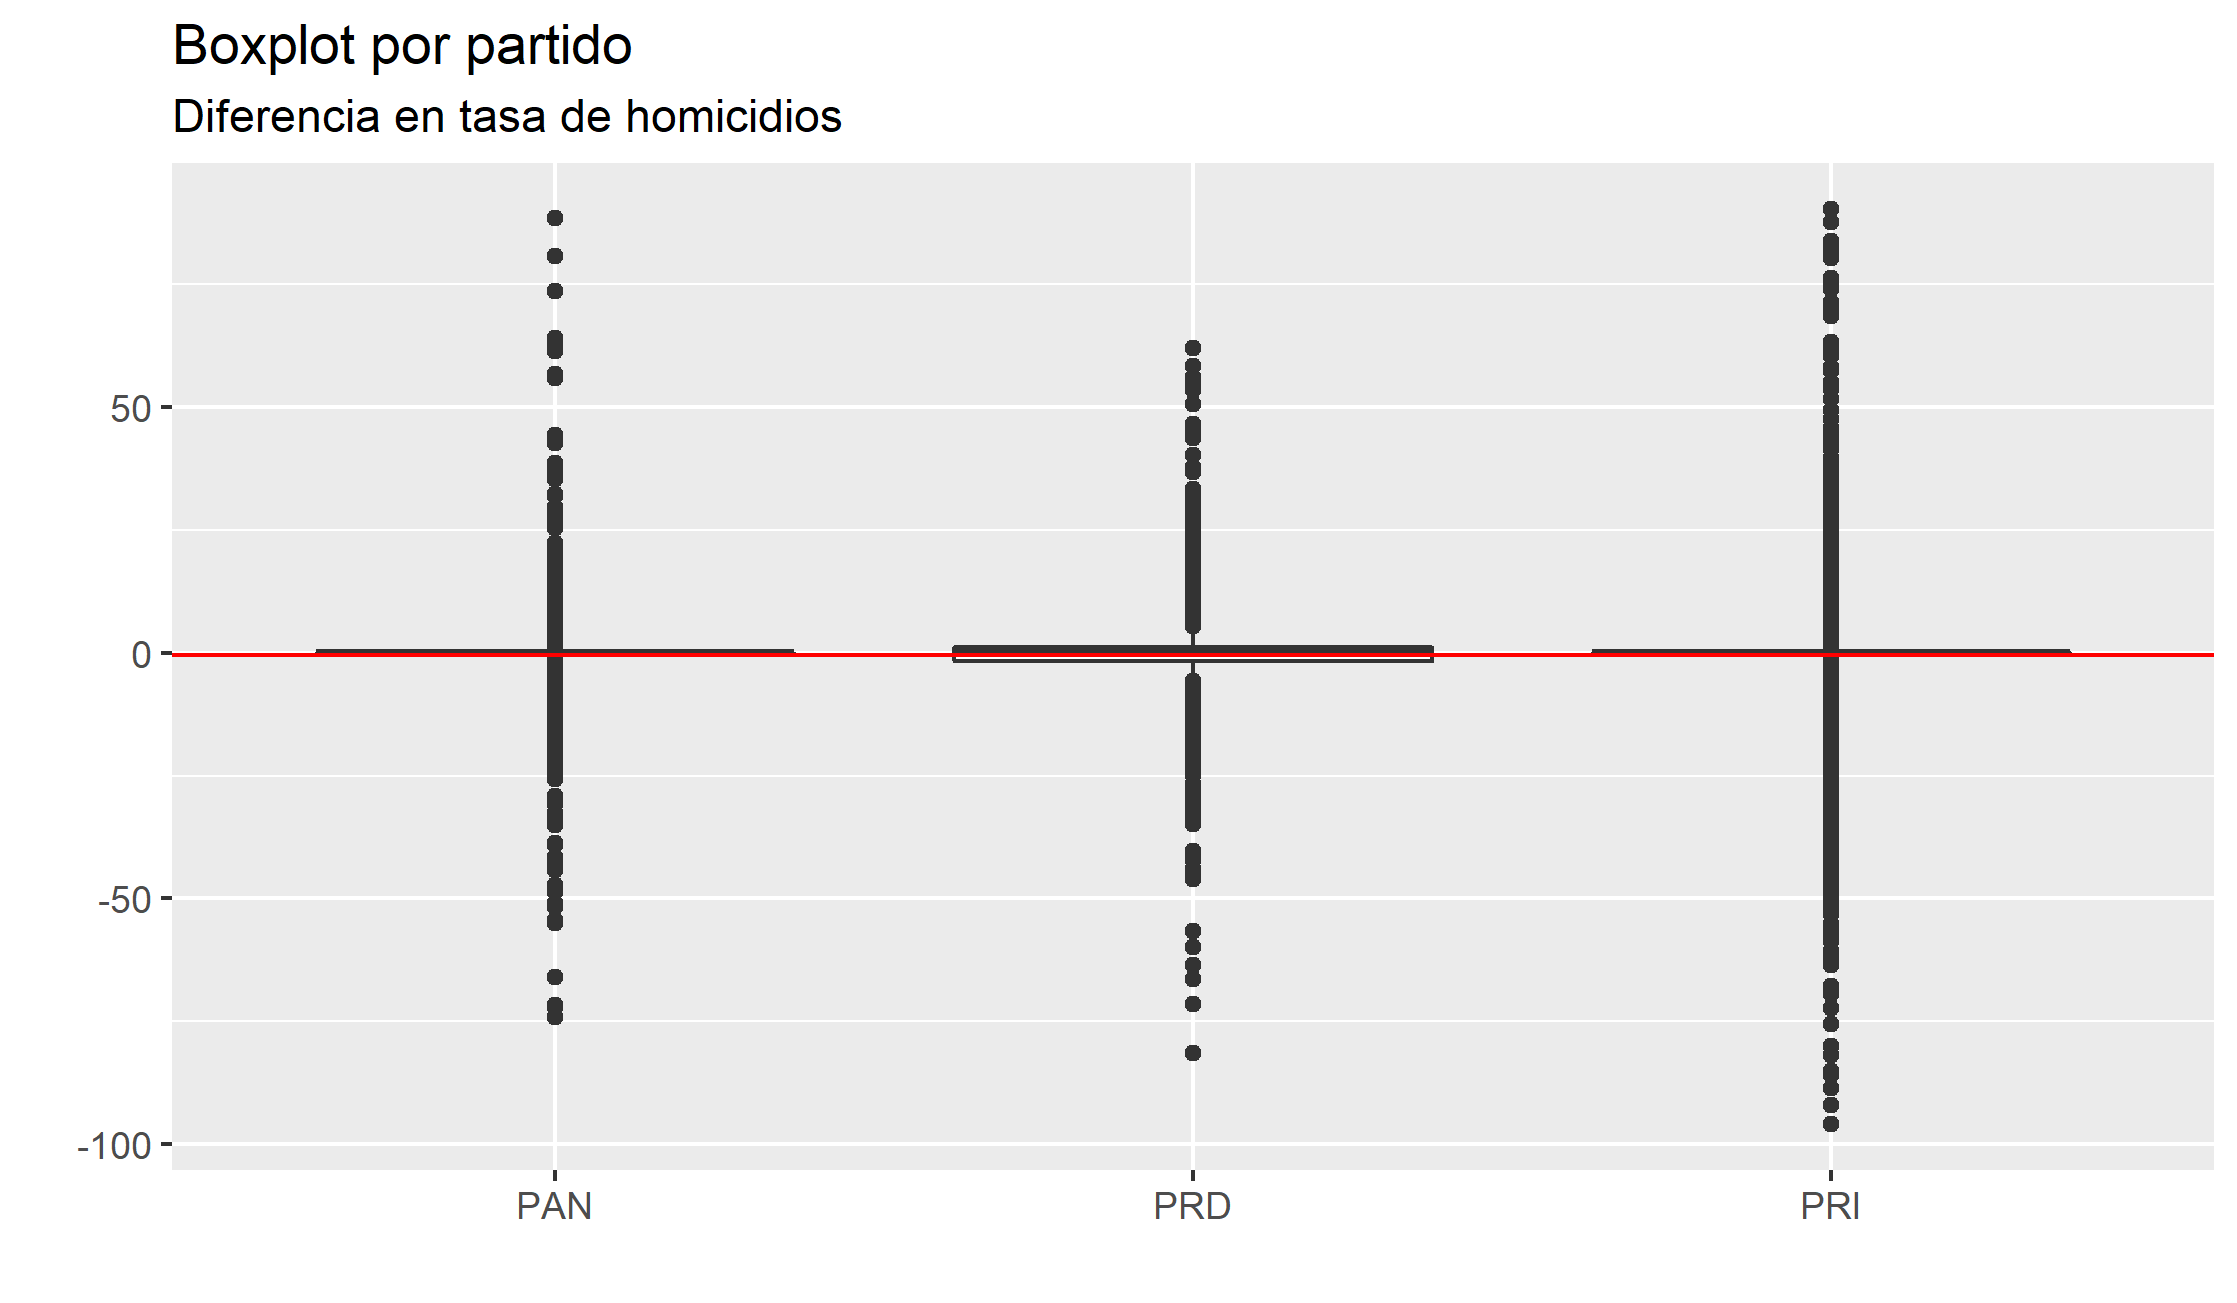 Boxplot por partido
Diferencia en tasa de homicidios
50
0
-50
-100
PAN PRD PRI